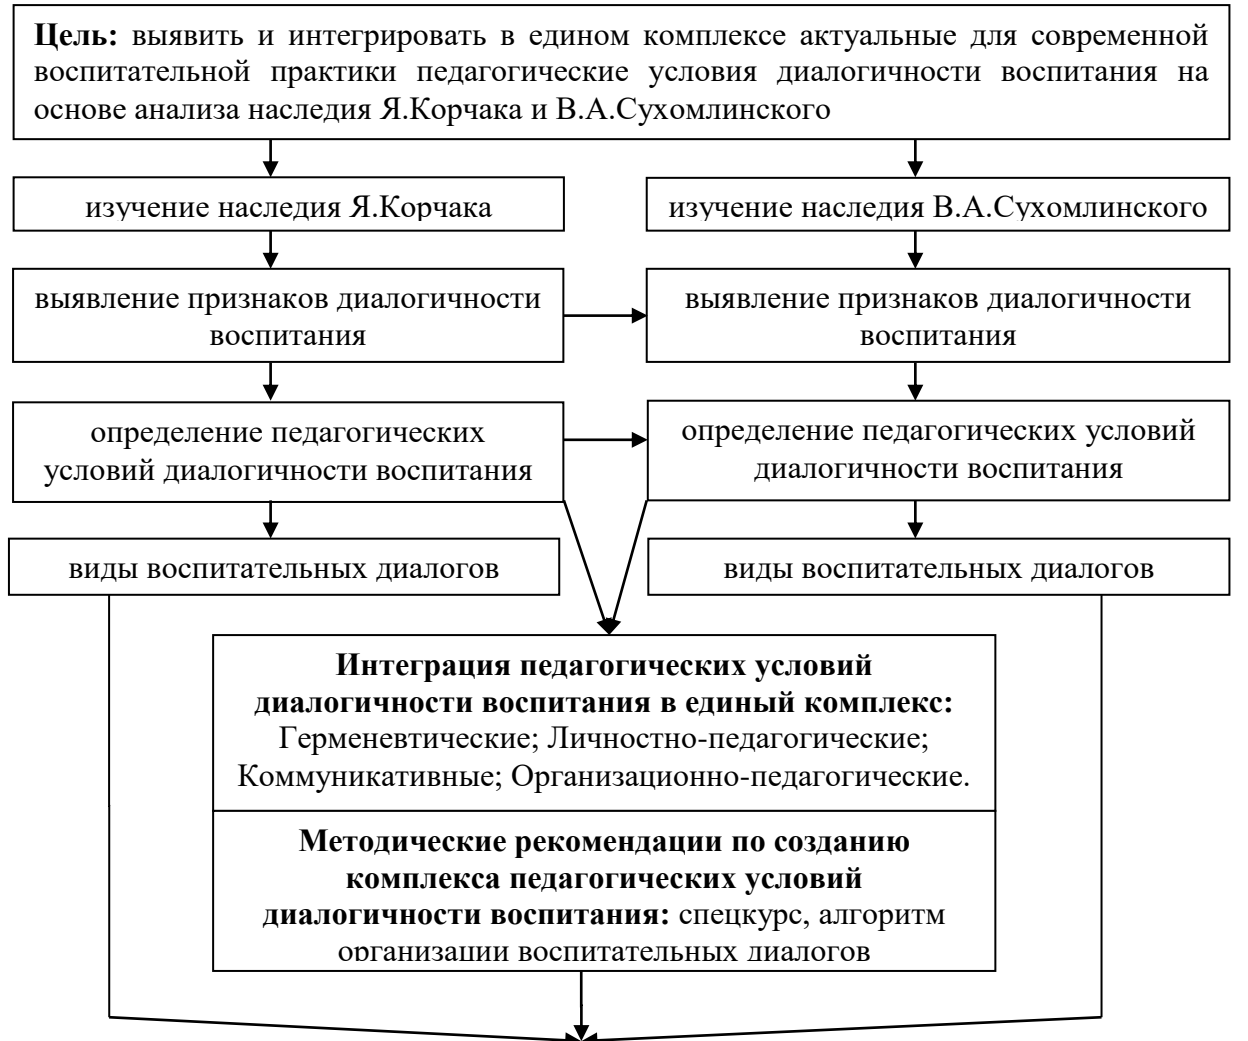 Цель: выявить и интегрировать в едином комплексе актуальные для современной
воспитательной практики педагогические условия диалогичности воспитания на
основе анализа наследия Я.Корчака и В.А.Сухомлинского
изучение наследия Я.Корчака
изучение наследия В.А.Сухомлинского
выявление признаков диалогичности
воспитания
выявление признаков диалогичности
воспитания
определение педагогических
условий диалогичности воспитания
определение педагогических условий
диалогичности воспитания
виды воспитательных диалогов
виды воспитательных диалогов
Интеграция педагогических условий
диалогичности воспитания в единый комплекс:
Герменевтические; Личностно-педагогические;
Коммуникативные; Организационно-педагогические.
Методические рекомендации по созданию
комплекса педагогических условий
диалогичности воспитания: спецкурс, алгоритм
организации воспитательных диалогов